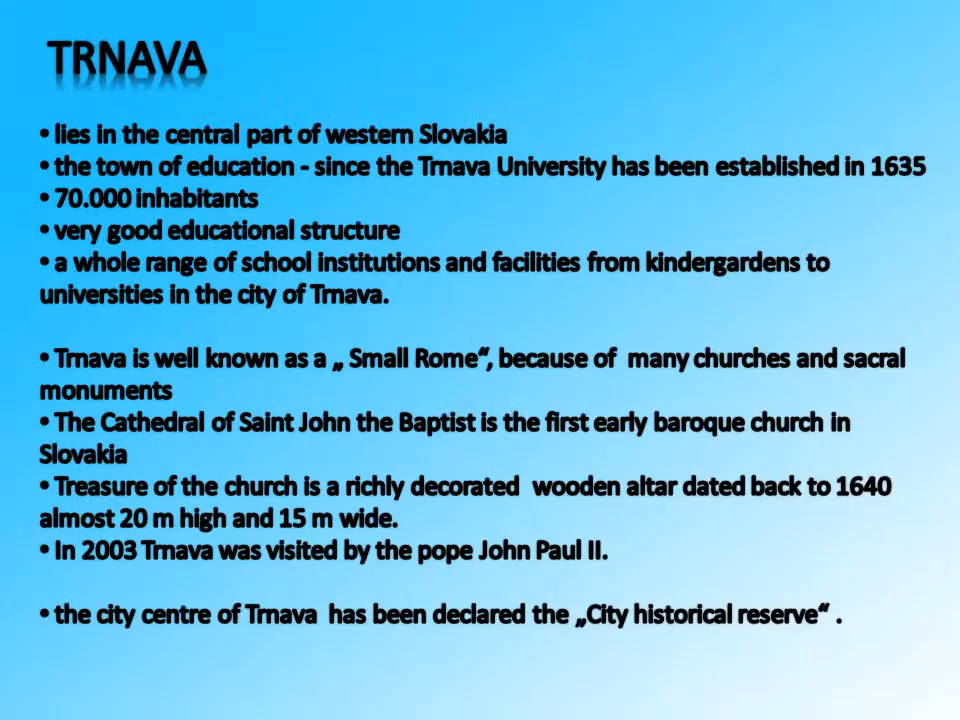 TRNAVA
• lies in the central part of western Slovakia
• the town of education - since the Trnava University has been established in 1635
• 70.000 inhabitants
• very good educational structure
• a whole range of school institutions and facilities from kindergardens to
universities in the city of Trnava.
• Trnava is well known as a „ Small Rome“, because of  many churches and sacral
monuments
• The Cathedral of Saint John the Baptist is the first early baroque church in
Slovakia
• Treasure of the church is a richly decorated  wooden altar dated back to 1640
almost 20 m high and 15 m wide.
• In 2003 Trnava was visited by the pope John Paul II.
• the city centre of Trnava  has been declared the „City historical reserve“ .